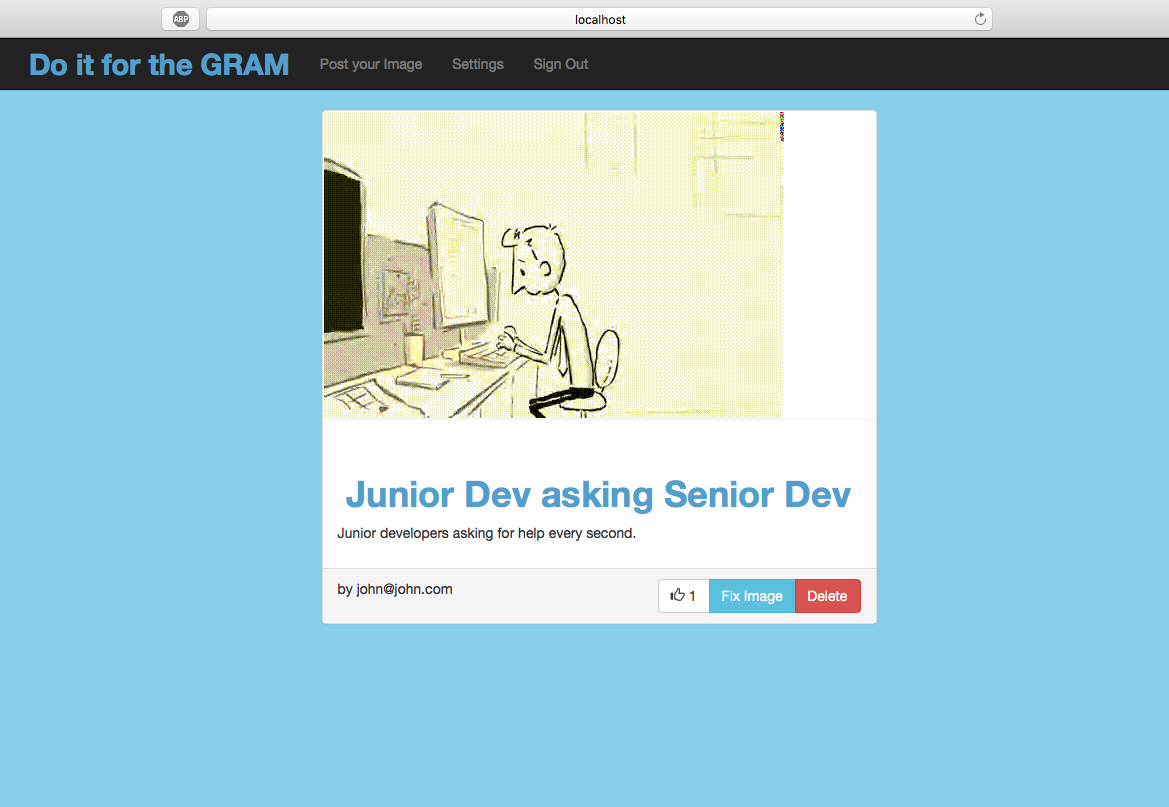 ABP
localhost
Do it for the GRAM
Post your Image
Settings
Sign Out
Junior Dev asking Senior Dev
Junior developers asking for help every second.
by john@john.com
1
Fix Image
Delete